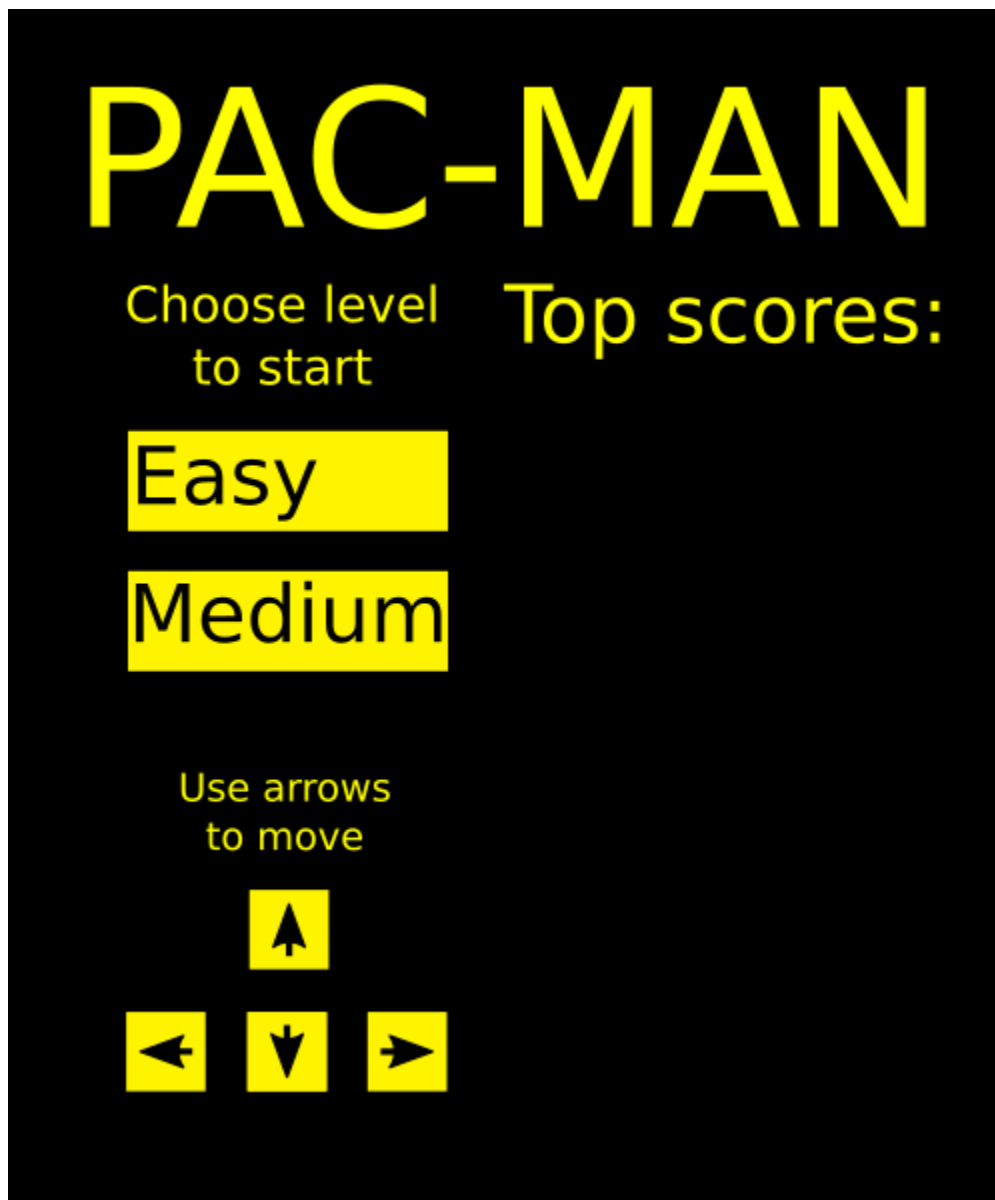 PAC-MAN
Choose level
to start
Top scores:
Easy
Medium
Use arrows
to move